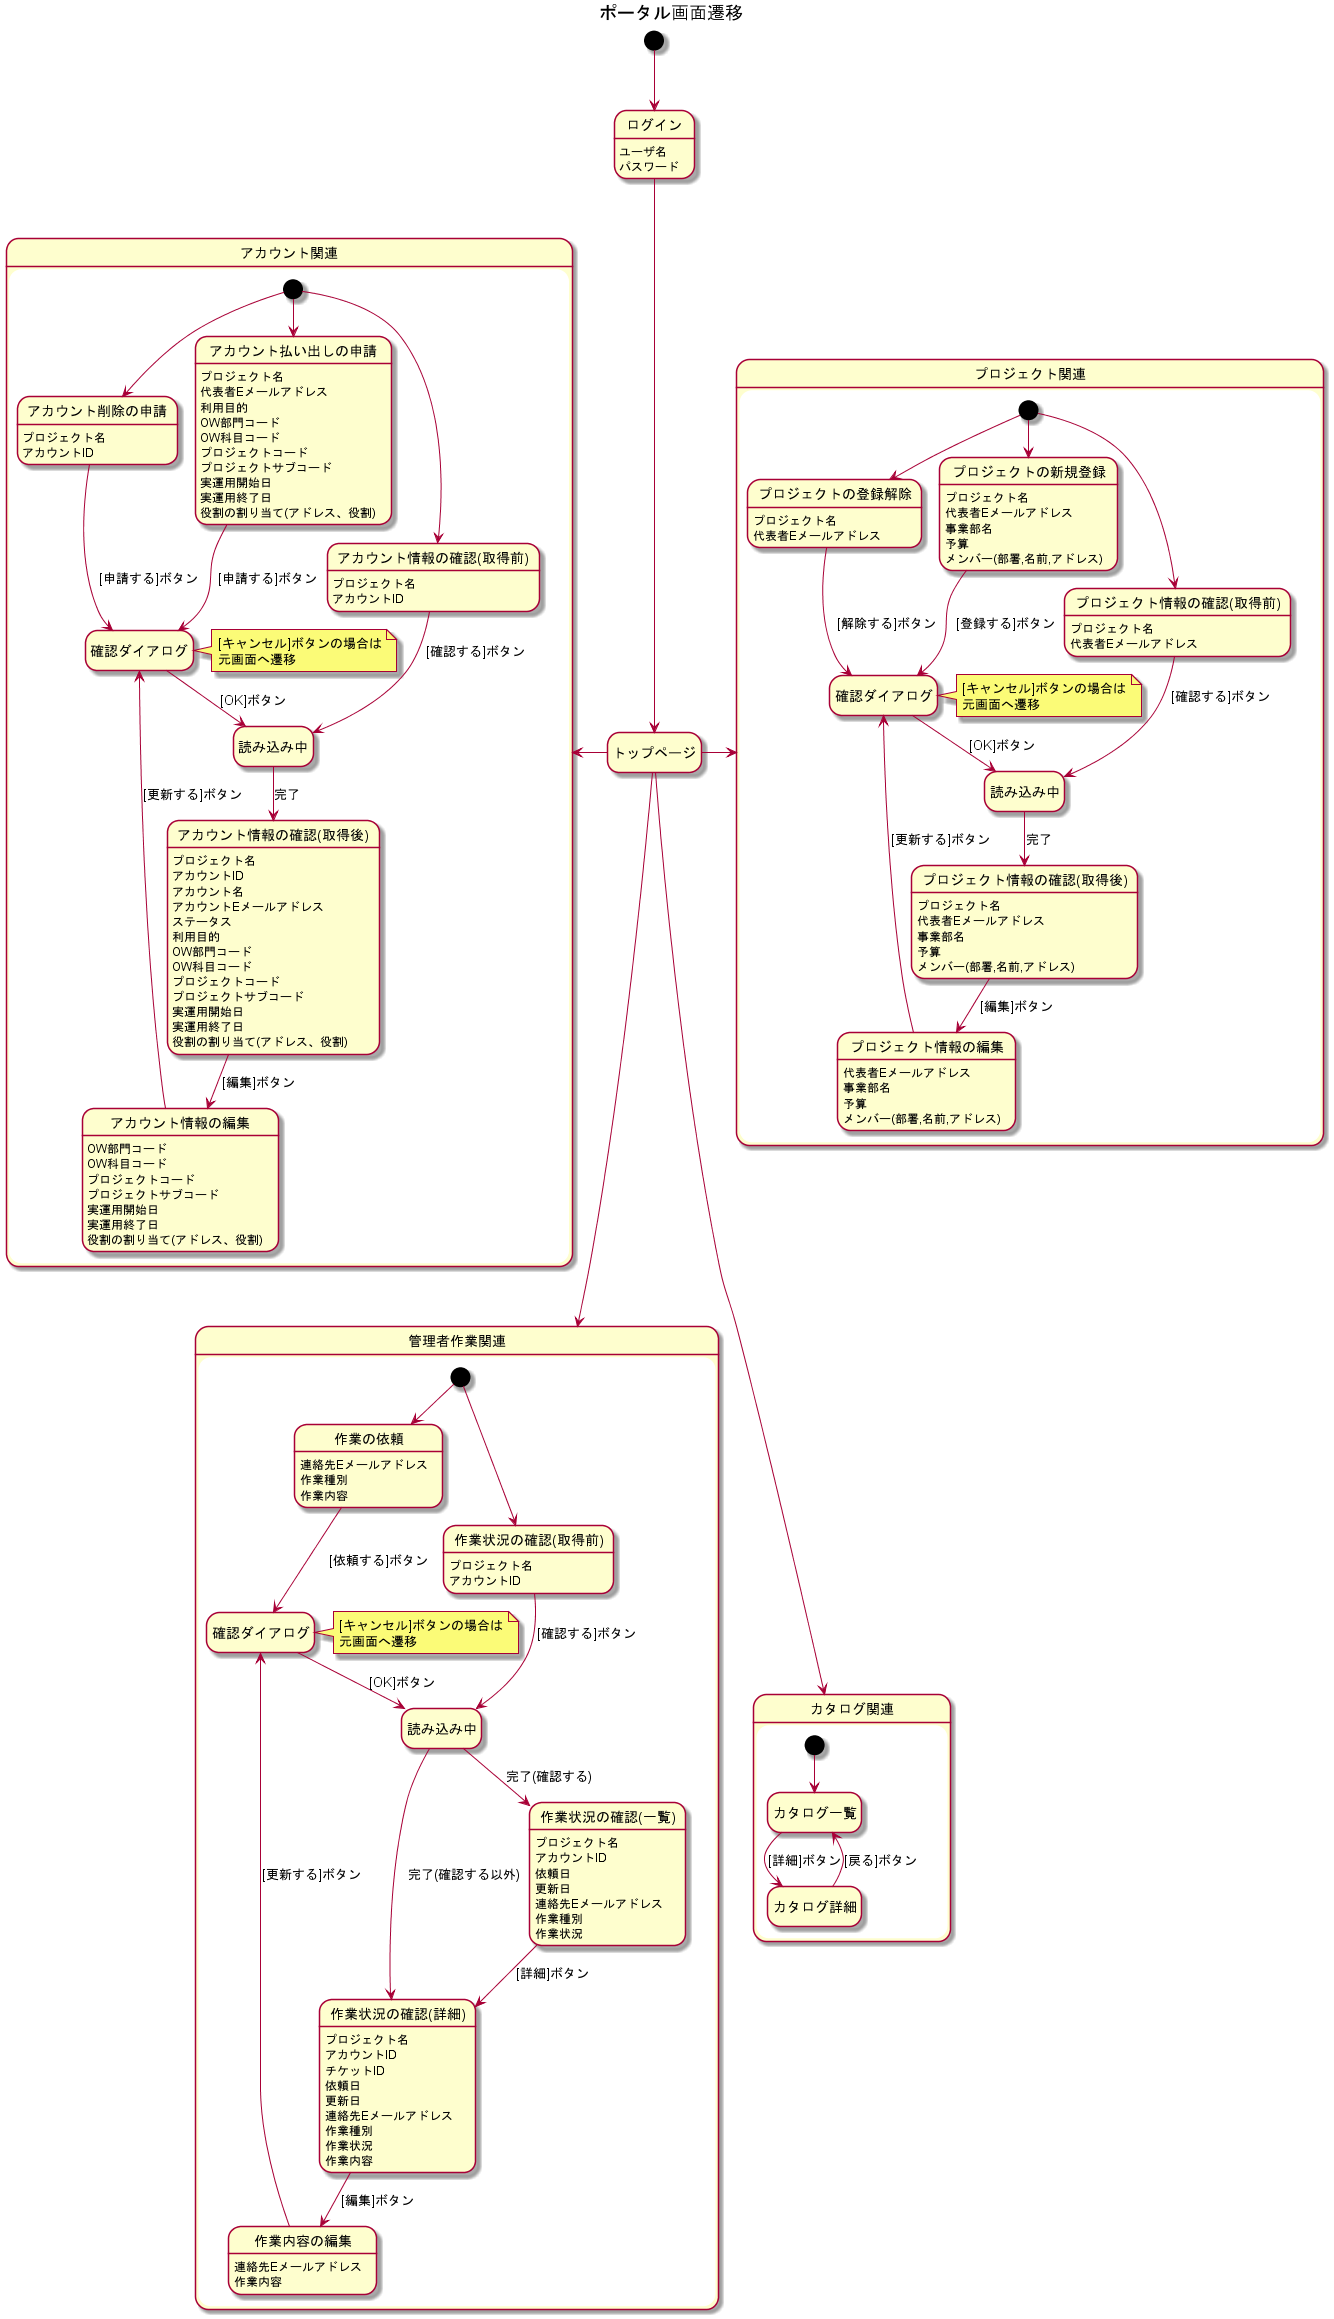 ポータル画面遷移
ログイン
ユーザ名
パスワード
アカウント関連
アカウント削除の申請
プロジェクト名
アカウントID
アカウント払い出しの申請
プロジェクト名
代表者Eメールアドレス
利用目的
OW部門コード
OW科目コード
プロジェクトコード
プロジェクトサブコード
実運用開始日
実運用終了日
役割の割り当て(アドレス、役割)
アカウント情報の確認(取得前)
プロジェクト名
アカウントID
[申請する]ボタン
[申請する]ボタン
確認ダイアログ
[キャンセル]ボタンの場合は
元画面へ遷移
[確認する]ボタン
[OK]ボタン
読み込み中
[更新する]ボタン
完了
アカウント情報の確認(取得後)
プロジェクト名
アカウントID
アカウント名
アカウントEメールアドレス
ステータス
利用目的
OW部門コード
OW科目コード
プロジェクトコード
プロジェクトサブコード
実運用開始日
実運用終了日
役割の割り当て(アドレス、役割)
[編集]ボタン
アカウント情報の編集
OW部門コード
OW科目コード
プロジェクトコード
プロジェクトサブコード
実運用開始日
実運用終了日
役割の割り当て(アドレス、役割)
トップページ
プロジェクト関連
プロジェクトの登録解除
プロジェクト名
代表者Eメールアドレス
プロジェクトの新規登録
プロジェクト名
代表者Eメールアドレス
事業部名
予算
メンバー(部署,名前,アドレス)
プロジェクト情報の確認(取得前)
プロジェクト名
代表者Eメールアドレス
[解除する]ボタン
[登録する]ボタン
確認ダイアログ
[キャンセル]ボタンの場合は
元画面へ遷移
[確認する]ボタン
[OK]ボタン
読み込み中
[更新する]ボタン
完了
プロジェクト情報の確認(取得後)
プロジェクト名
代表者Eメールアドレス
事業部名
予算
メンバー(部署,名前,アドレス)
[編集]ボタン
プロジェクト情報の編集
代表者Eメールアドレス
事業部名
予算
メンバー(部署,名前,アドレス)
管理者作業関連
作業の依頼
連絡先Eメールアドレス
作業種別
作業内容
作業状況の確認(取得前)
プロジェクト名
アカウントID
[依頼する]ボタン
確認ダイアログ
[キャンセル]ボタンの場合は
元画面へ遷移
[確認する]ボタン
[OK]ボタン
読み込み中
完了(確認する)
作業状況の確認(一覧)
プロジェクト名
アカウントID
依頼日
更新日
連絡先Eメールアドレス
作業種別
作業状況
[更新する]ボタン
完了(確認する以外)
[詳細]ボタン
作業状況の確認(詳細)
プロジェクト名
アカウントID
チケットID
依頼日
更新日
連絡先Eメールアドレス
作業種別
作業状況
作業内容
[編集]ボタン
作業内容の編集
連絡先Eメールアドレス
作業内容
カタログ関連
カタログ一覧
[詳細]ボタン
[戻る]ボタン
カタログ詳細